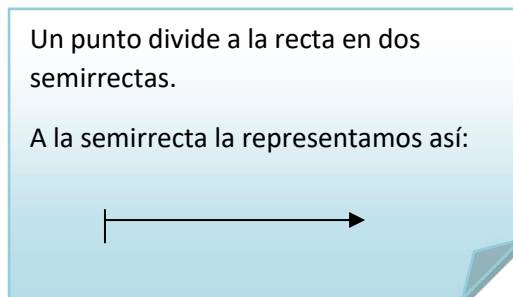 Un punto divide a la recta en dos
semirrectas.
A la semirrecta la representamos así: